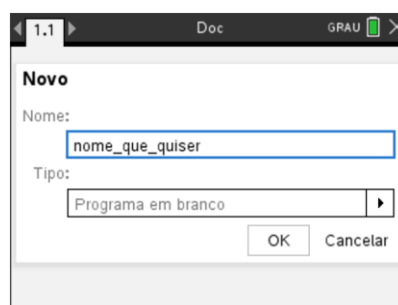 1.1 Doc GRAU
Novo
Nome:
nome_que_quiser
Tipo:
Programa em branco
OK Cancelar